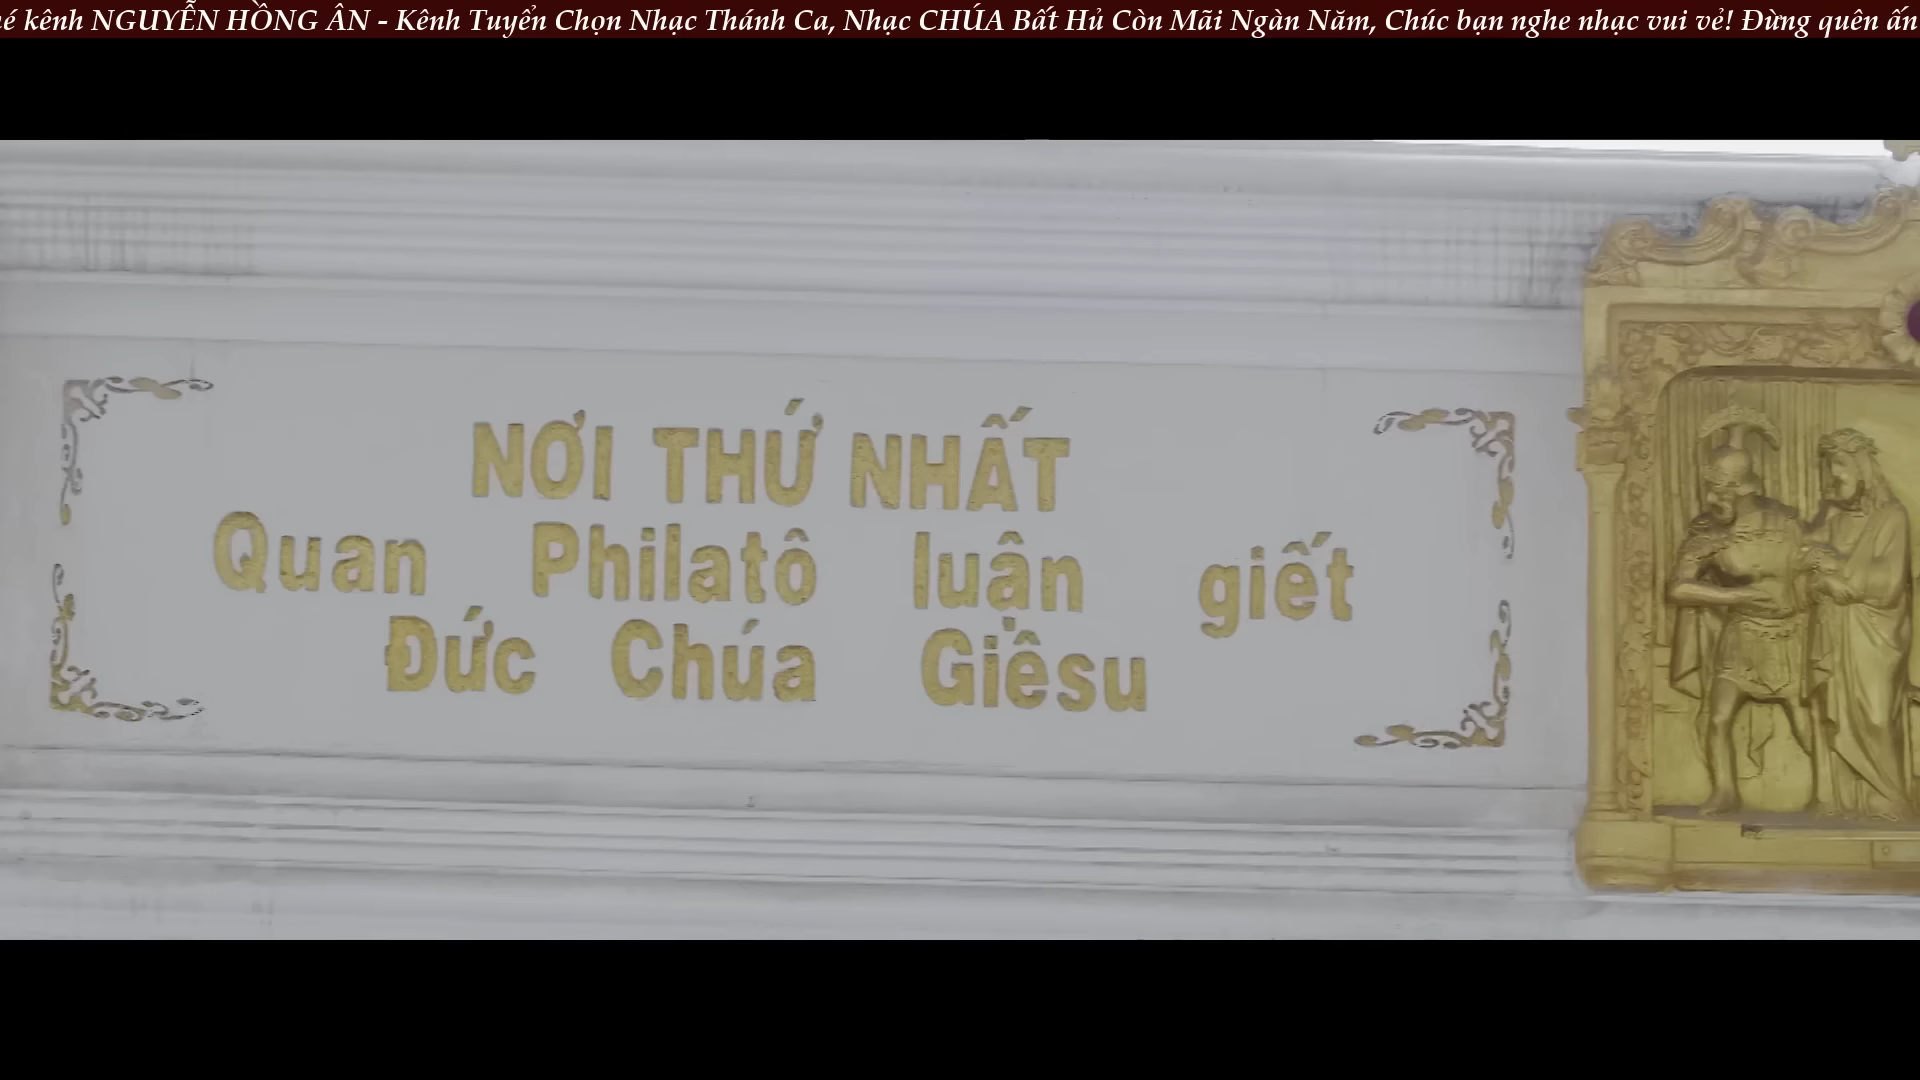 é kênh NGUYỄN HỒNG ÂN - Kênh Tuyển Chọn Nhạc Thánh Ca, Nhạc CHÚA Bất Hủ Còn Mãi Ngàn Năm, Chúc bạn nghe nhạc vui vẻ! Đừng quên ấn
NƠI THỨ NHẤT
Quan Philatô luận giết
Đức Chúa Giêsu